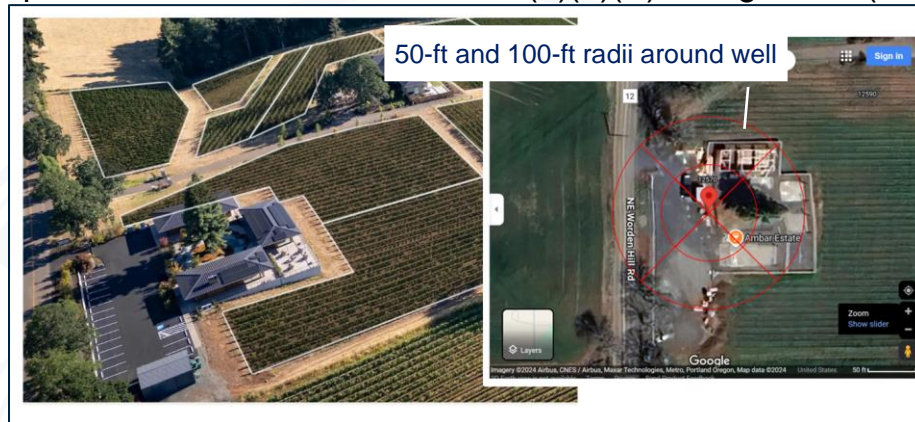 50-ft and 100-ft radii around well
Sign in
12
12590
NE Worden Hill Rd
Ambar Estate
Zoom
Show slider
Layers
Google
Imagery ©2024 Airbus, CNES / Airbus, Maxar Technologies, Metro, Portland Oregon, Map data ©2024 United States 50 ft